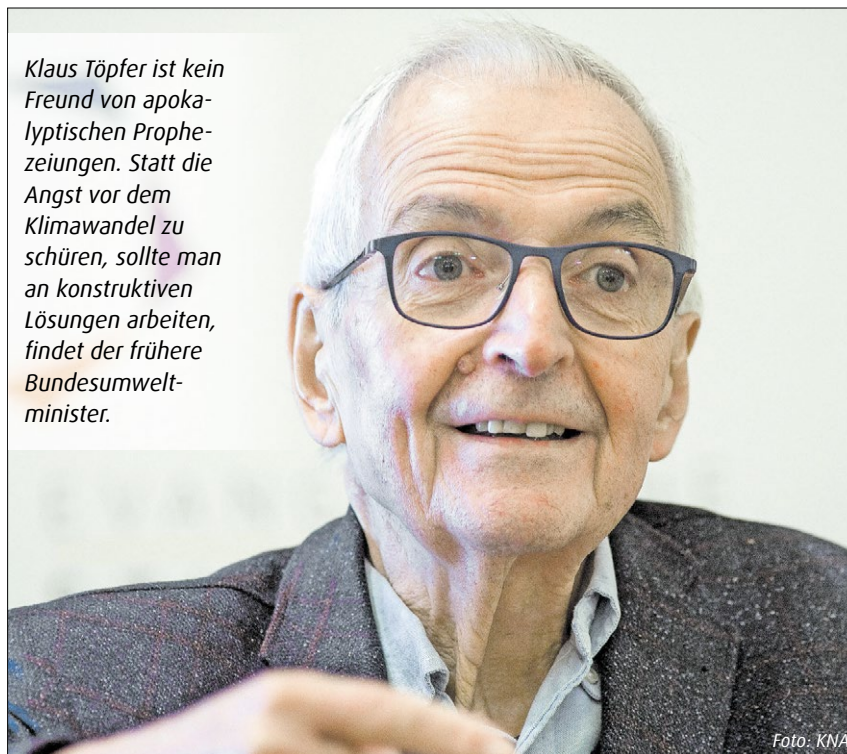 Klaus Töpfer ist kein
Freund von apoka-
lyptischen Prophe-
zeiungen. Statt die
Angst vor dem
Klimawandel zu
schüren, sollte man
an konstruktiven
Lösungen arbeiten,
findet der frühere
Bundesumwelt-
minister.
Foto: KNA